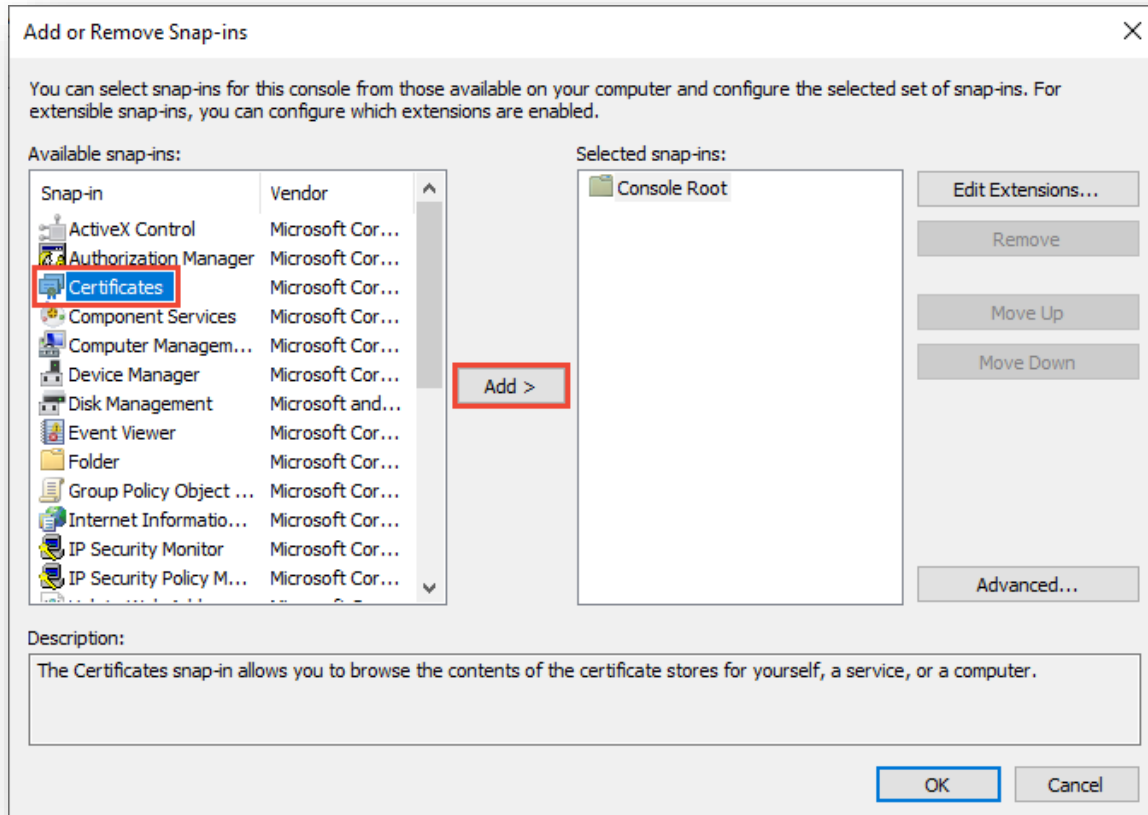 Add or Remove Snap-ins
You can select snap-ins for this console from those available on your computer and configure the selected set of snap-ins. For
extensible snap-ins, you can configure which extensions are enabled.
Available snap-ins:
Snap-in Vendor
ActiveX Control Microsoft Cor...
Authorization Manager Microsoft Cor...
Certificates Microsoft Cor...
Component Services Microsoft Cor...
Computer Managem... Microsoft Cor...
Device Manager Microsoft Cor...
Disk Management Microsoft and...
Event Viewer Microsoft Cor...
Folder Microsoft Cor...
Group Policy Object ... Microsoft Cor...
Internet Informatio... Microsoft Cor...
IP Security Monitor Microsoft Cor...
IP Security Policy M... Microsoft Cor...
Add >
Selected snap-ins:
Console Root
Edit Extensions...
Remove
Move Up
Move Down
Advanced...
Description:
The Certificates snap-in allows you to browse the contents of the certificate stores for yourself, a service, or a computer.
OK
Cancel